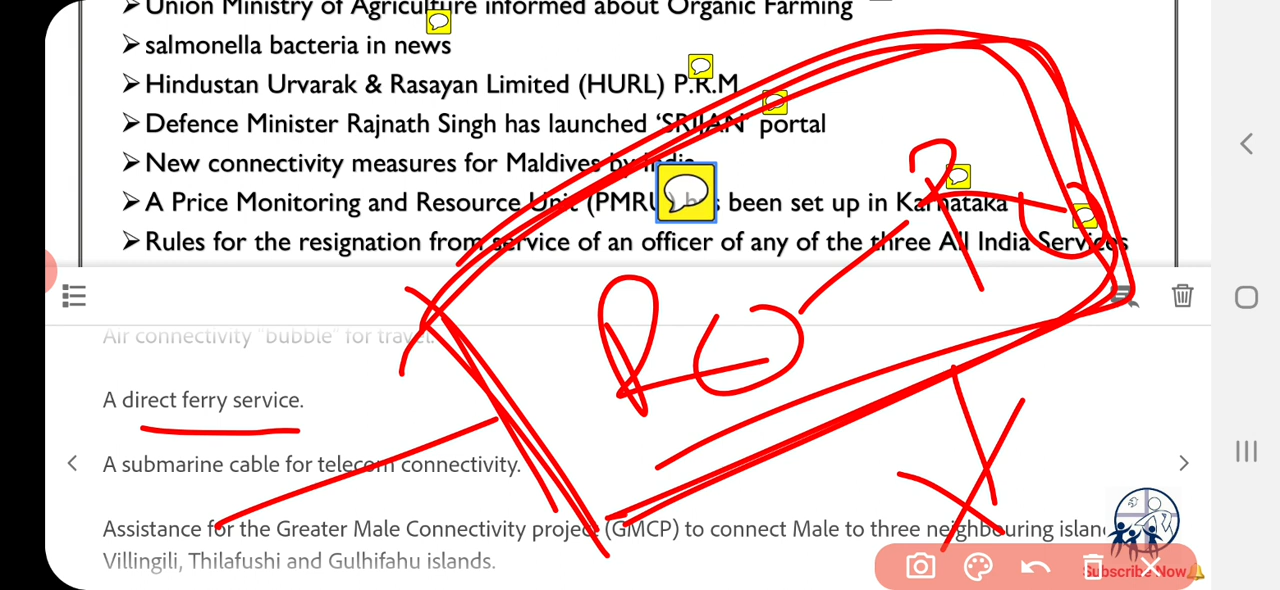 ➤Union Ministry of Agriculture informed about Organic Farming
➤salmonella bacteria in news
➤Hindustan Urvarak & Rasayan Limited (HURL) P.R.M
➤Defence Minister Rajnath Singh has launched ‘SRIJAN’ portal
➤New connectivity measures for Maldives by India
➤A Price Monitoring and Resource Unit (PMRU) has been set up in Karnataka
➤Rules for the resignation from service of an officer of any of the three All India Services
Air connectivity "bubble" for travel.
A direct ferry service.
A submarine cable for telecom connectivity.
Assistance for the Greater Male Connectivity project (GMCP) to connect Male to three neighbouring
Villingili, Thilafushi and Gulhifahu islands.
Subscribe Now